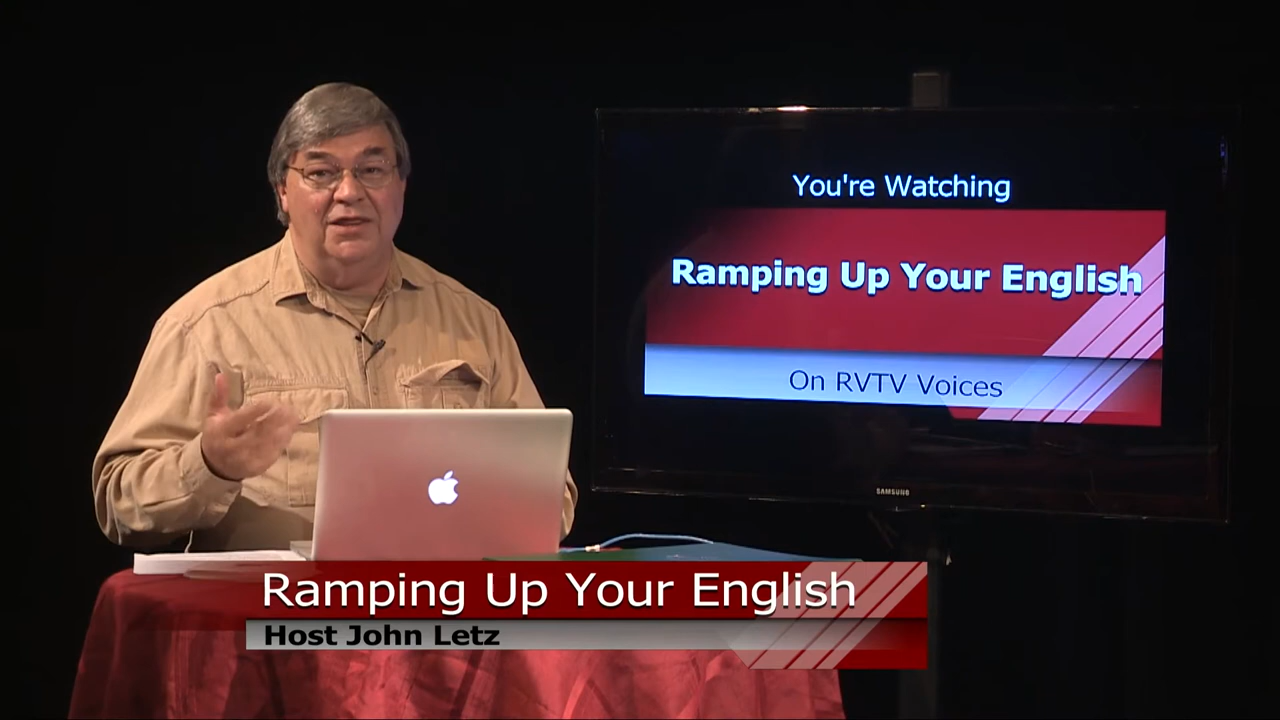 You're Watching
Ramping Up Your English
On RVTV Voices
SAMSUNG
Ramping Up Your English
Host John Letz